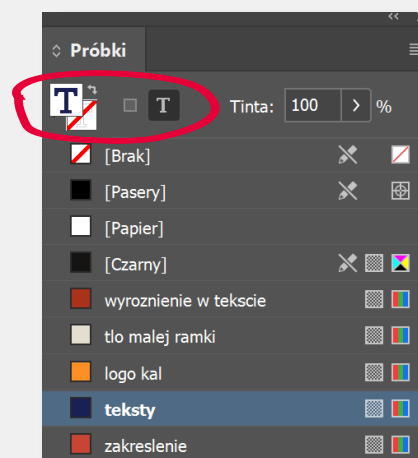 Próbki
T T Tinta: 100 %
[Brak]
[Pasery]
[Papier]
[Czarny]
wyroznienie w tekscie
tlo malej ramki
logo kal
teksty
zakreslenie